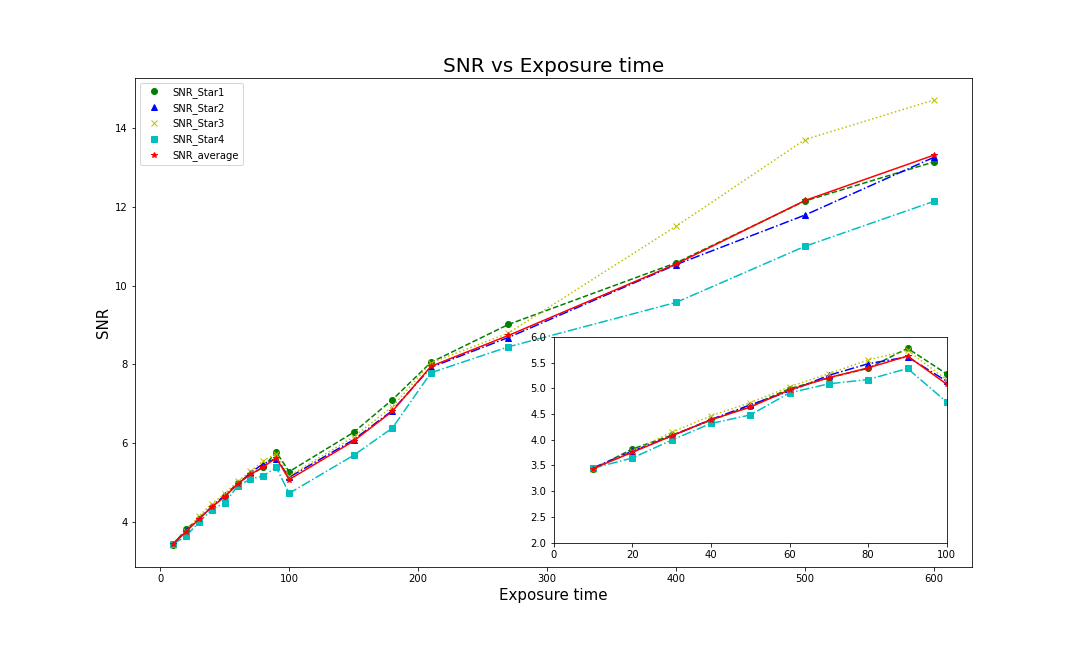 SNR vs Exposure time
SNR_Star1
SNR_Star2
SNR_Star3
SNR_Star4
SNR_average
SNR
14
12
10
8
6
4
6.0
5.5
5.0
4.5
4.0
3.5
3.0
2.5
2.0
0 20 40 60 80 100
0 100 200 300 400 500 600
Exposure time